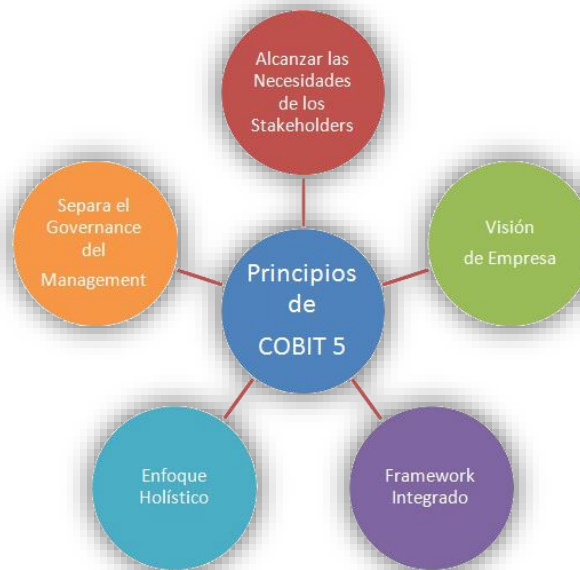 Alcanzar las
Necesidades
de los
Stakeholders
Separa el
Governance
del
Management
Visión
de Empresa
Principios
de
COBIT 5
Enfoque
Holístico
Framework
Integrado